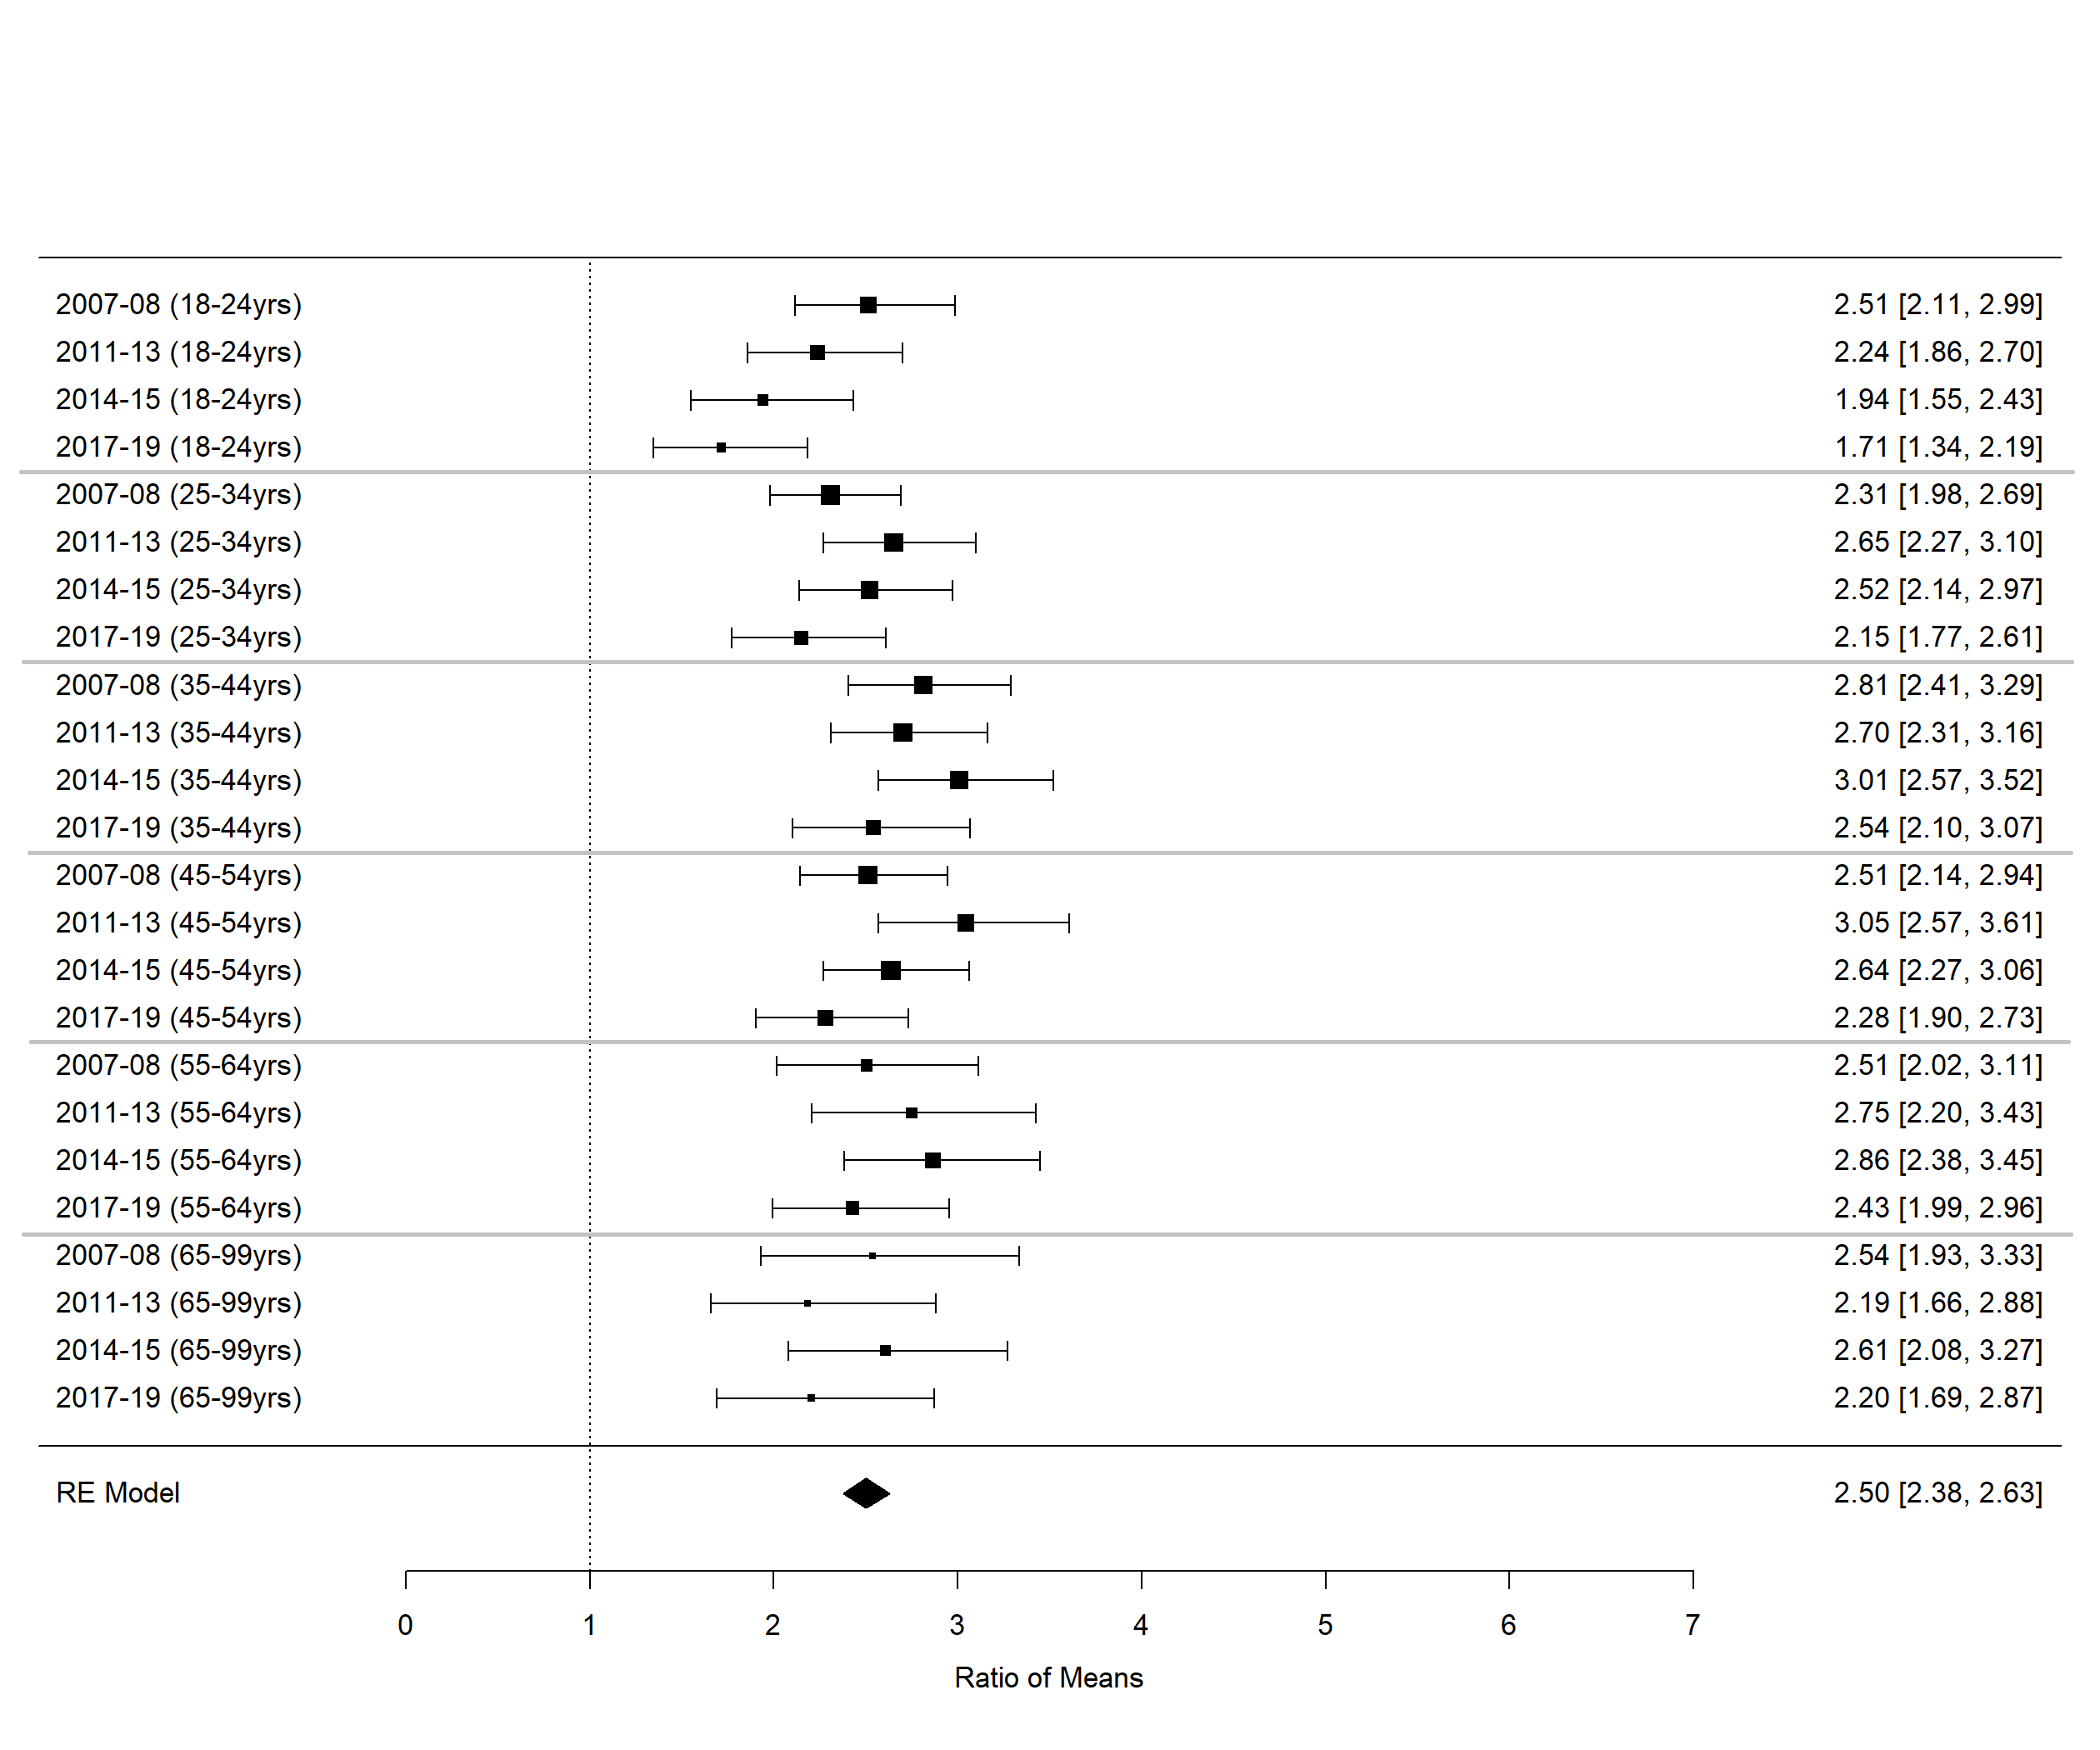 2007-08 (18-24yrs) 2.51 [2.11, 2.99]
2011-13 (18-24yrs) 2.24 [1.86, 2.70]
2014-15 (18-24yrs) 1.94 [1.55, 2.43]
2017-19 (18-24yrs) 1.71 [1.34, 2.19]
2007-08 (25-34yrs) 2.31 [1.98, 2.69]
2011-13 (25-34yrs) 2.65 [2.27, 3.10]
2014-15 (25-34yrs) 2.52 [2.14, 2.97]
2017-19 (25-34yrs) 2.15 [1.77, 2.61]
2007-08 (35-44yrs) 2.81 [2.41, 3.29]
2011-13 (35-44yrs) 2.70 [2.31, 3.16]
2014-15 (35-44yrs) 3.01 [2.57, 3.52]
2017-19 (35-44yrs) 2.54 [2.10, 3.07]
2007-08 (45-54yrs) 2.51 [2.14, 2.94]
2011-13 (45-54yrs) 3.05 [2.57, 3.61]
2014-15 (45-54yrs) 2.64 [2.27, 3.06]
2017-19 (45-54yrs) 2.28 [1.90, 2.73]
2007-08 (55-64yrs) 2.51 [2.02, 3.11]
2011-13 (55-64yrs) 2.75 [2.20, 3.43]
2014-15 (55-64yrs) 2.86 [2.38, 3.45]
2017-19 (55-64yrs) 2.43 [1.99, 2.96]
2007-08 (65-99yrs) 2.54 [1.93, 3.33]
2011-13 (65-99yrs) 2.19 [1.66, 2.88]
2014-15 (65-99yrs) 2.61 [2.08, 3.27]
2017-19 (65-99yrs) 2.20 [1.69, 2.87]
RE Model 2.50 [2.38, 2.63]
0 1 2 3 4 5 6 7
Ratio of Means